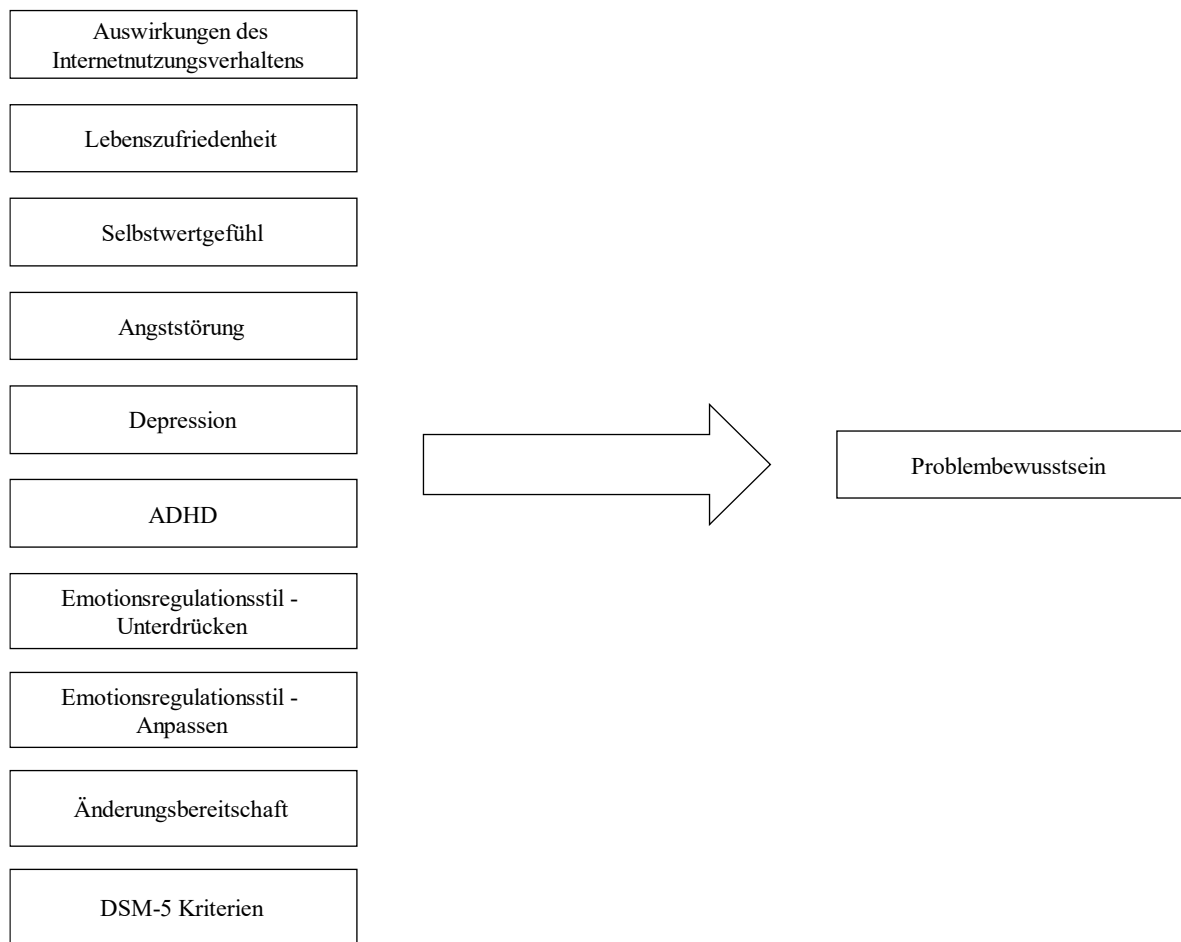 Auswirkungen des
Internetnutzungsverhaltens
Lebenszufriedenheit
Selbstwertgefühl
Angststörung
Depression
ADHD
Emotionsregulationsstil -
Unterdrücken
Emotionsregulationsstil -
Anpassen
Änderungsbereitschaft
DSM-5 Kriterien
Problembewusstsein